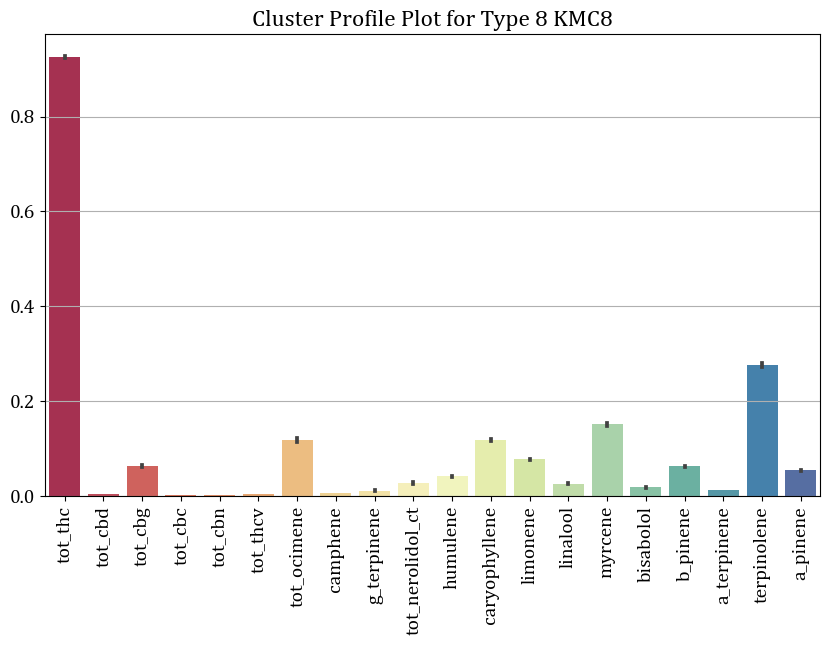 Cluster Profile Plot for Type 8 KMC8
0.8
0.6
0.4
0.2
0.0
tot_thc
tot_cbd
tot_cbg
tot_cbc
tot_cbn
tot_thcv
tot_ocimene
camphene
g_terpinene
tot_nerolidol_ct
humulene
caryophyllene
limonene
linalool
myrcene
bisabolol
b_pinene
a_terpinene
terpinolene
a_pinene